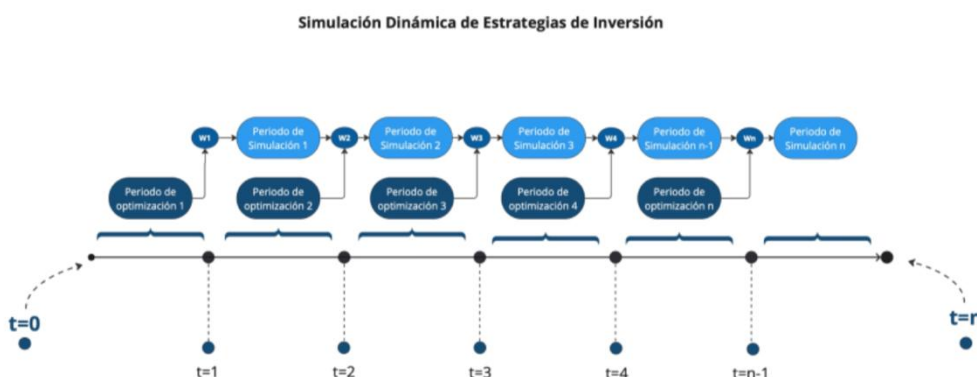 Simulación Dinámica de Estrategias de Inversión
W1
Periodo de
Simulación 1
W2
Periodo de
Simulación 2
W3
Periodo de
Simulación 3
W4
Periodo de
Simulación n-1
Wn
Periodo de
Simulación n
Periodo de
optimización 1
Periodo de
optimización 2
Periodo de
optimización 3
Periodo de
optimización 4
Periodo de
optimización n
t=0
t=n
t=1
t=2
t=3
t=4
t=n-1